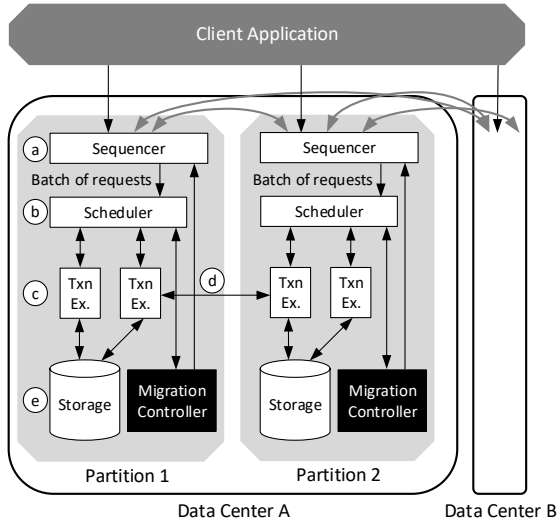 Client Application
a
Sequencer
Sequencer
Batch of requests
Batch of requests
b
Scheduler
Scheduler
c
Txn
Ex.
Txn
Ex.
d
Txn
Ex.
Txn
Ex.
e
Storage
Migration
Controller
Storage
Migration
Controller
Partition 1
Partition 2
Data Center A
Data Center B